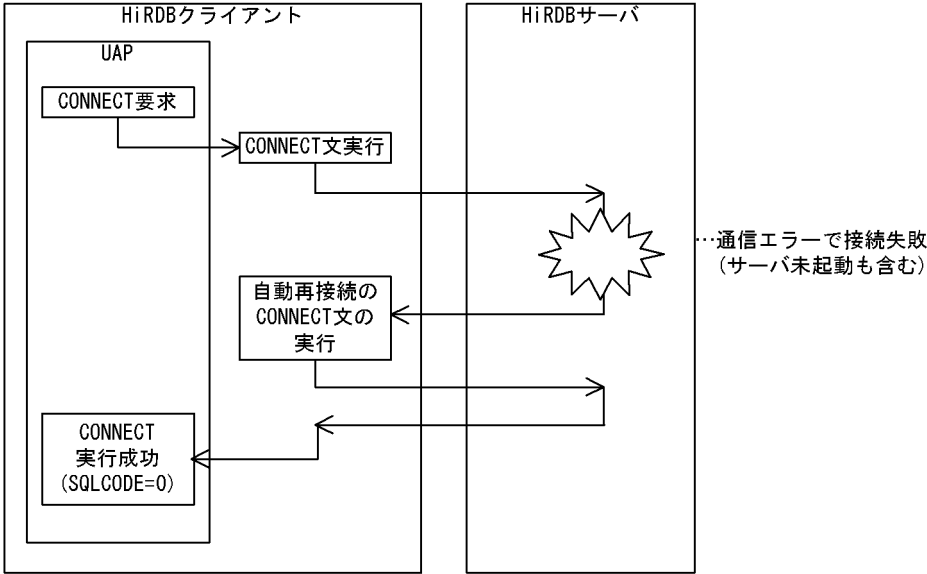 HiRDBクライアント
HiRDBサーバ
UAP
CONNECT要求
CONNECT文実行
…通信エラーで接続失敗
(サーバ未起動も含む)
自動再接続の
CONNECT文の
実行
CONNECT
実行成功
(SQLCODE=0)